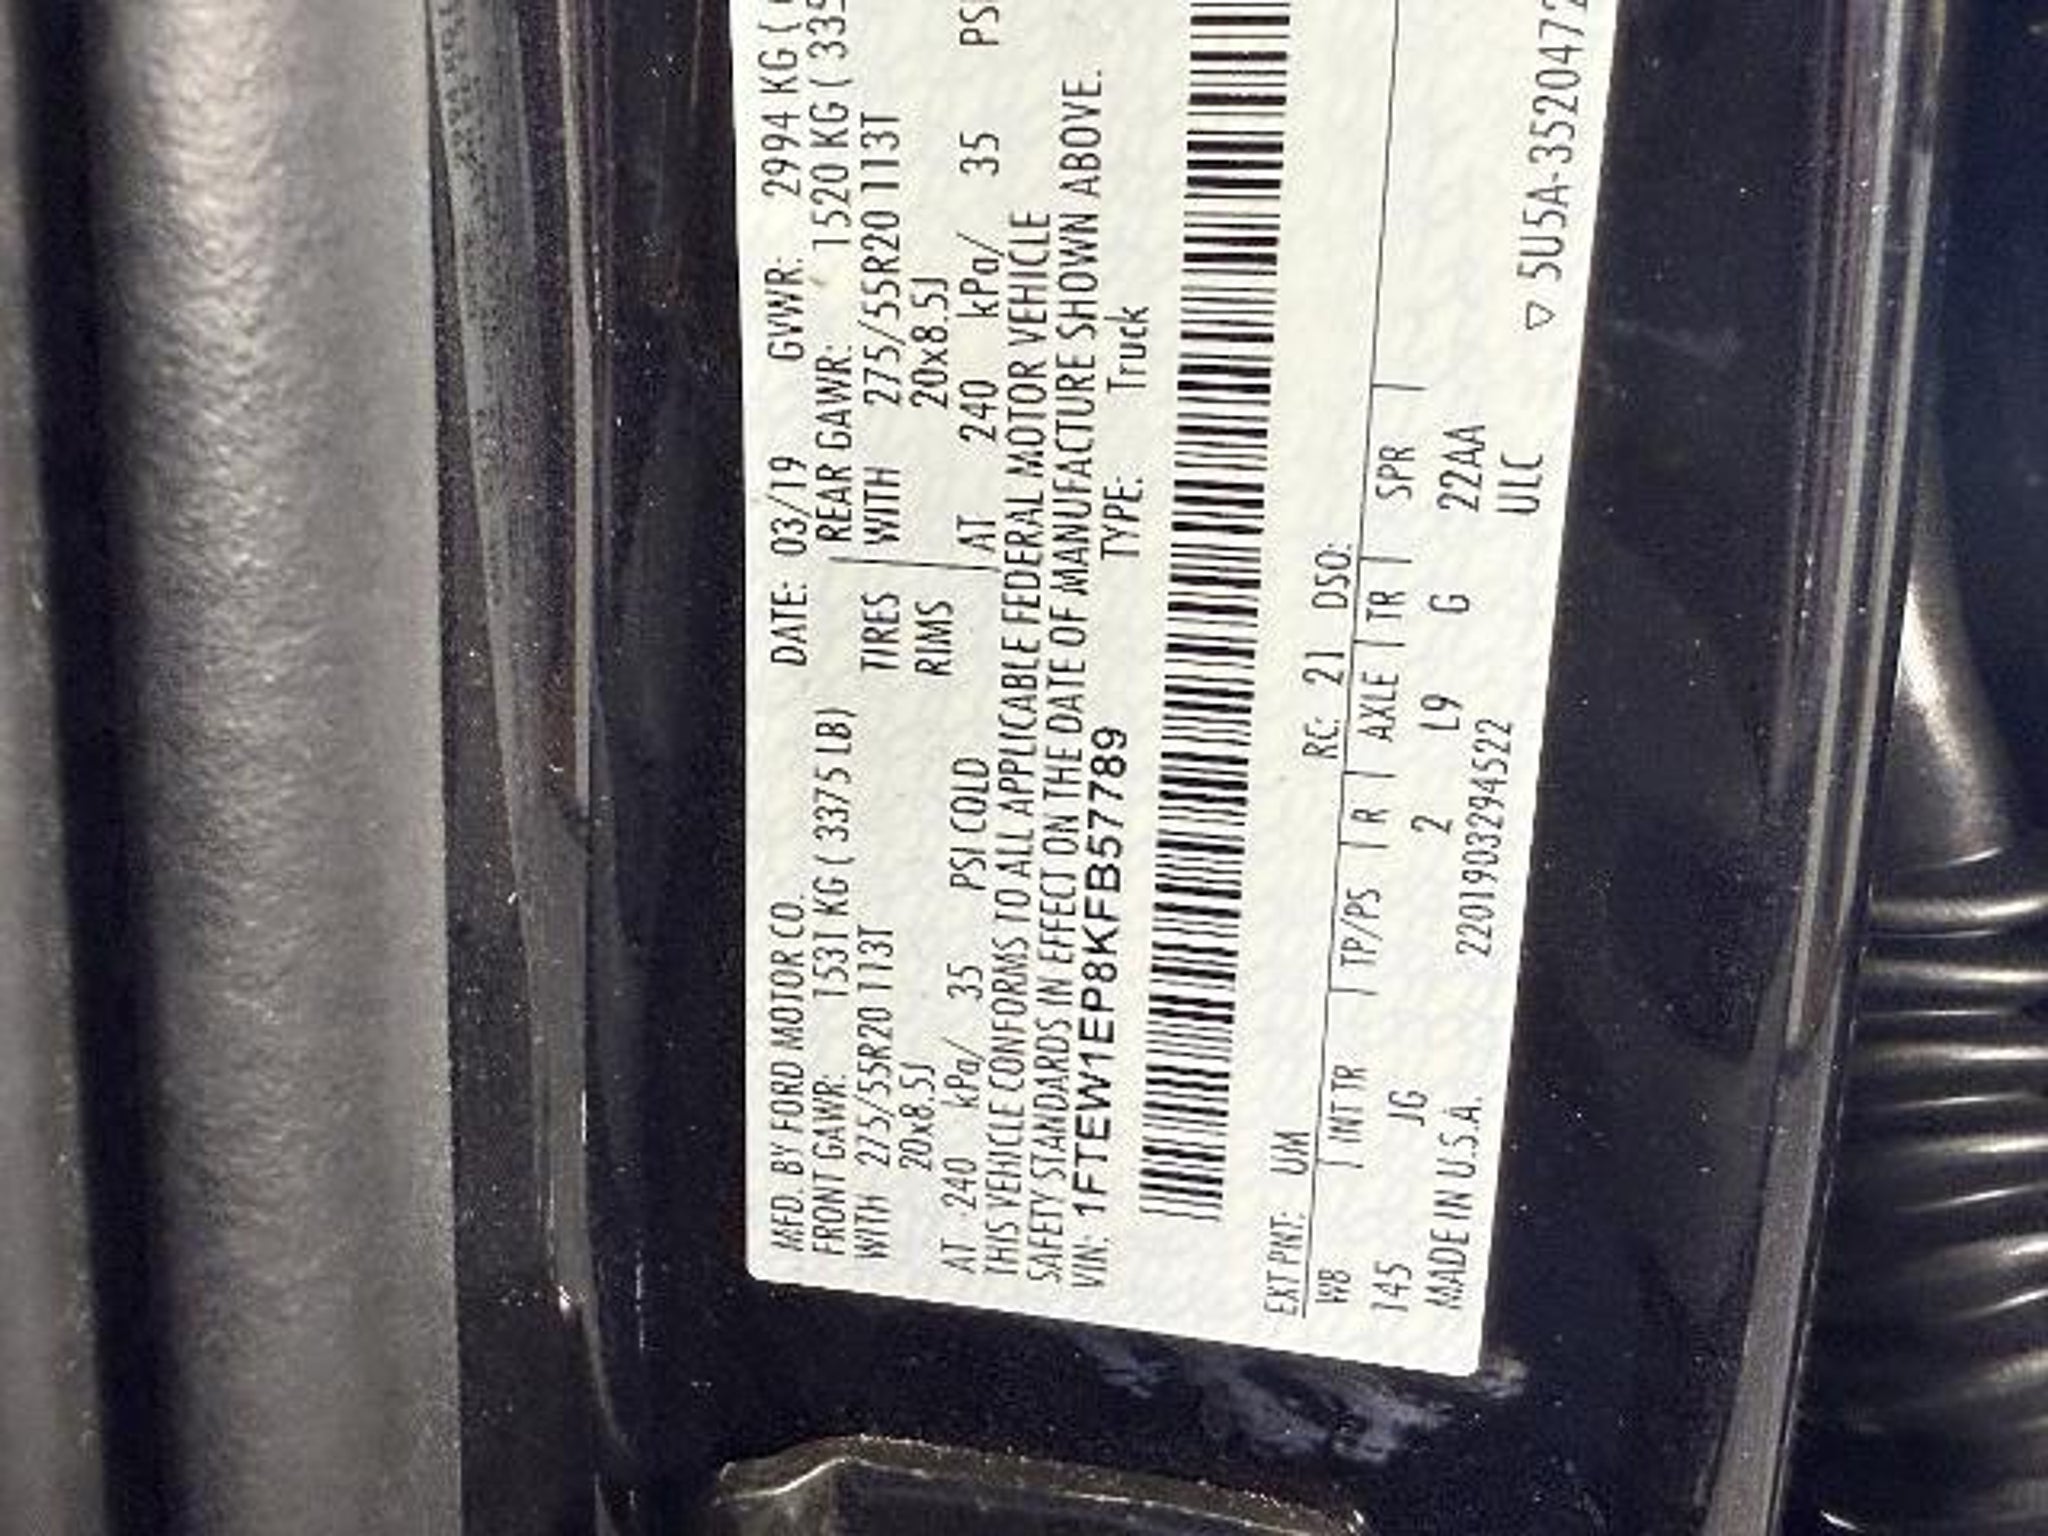 MFD. BY FORD MOTOR CO. DATE: 03/19 GVWR: 2994 KG (
FRONT GAWR: 1531 KG ( 3375 LB) REAR GAWR: 1520 KG ( 335
WITH 275/55R20 113T TIRES WITH 275/55R20 113T
20x8.5J RIMS 20x8.5J
AT 240 kPa/ 35 PSI COLD AT 240 kPa/ 35 PSI
THIS VEHICLE CONFORMS TO ALL APPLICABLE FEDERAL MOTOR VEHICLE
SAFETY STANDARDS IN EFFECT ON THE DATE OF MANUFACTURE SHOWN ABOVE.
VIN: 1FTEW1EP8KFB57789 TYPE: Truck
EXT PNT: UM RC: 21 DSO:
WB | INT TR | TP/PS | R | AXLE | TR | SPR |
145 JG 2 L9 G 22AA
MADE IN U.S.A. 2201903294522 ULC
▽ 5U5A-3520472